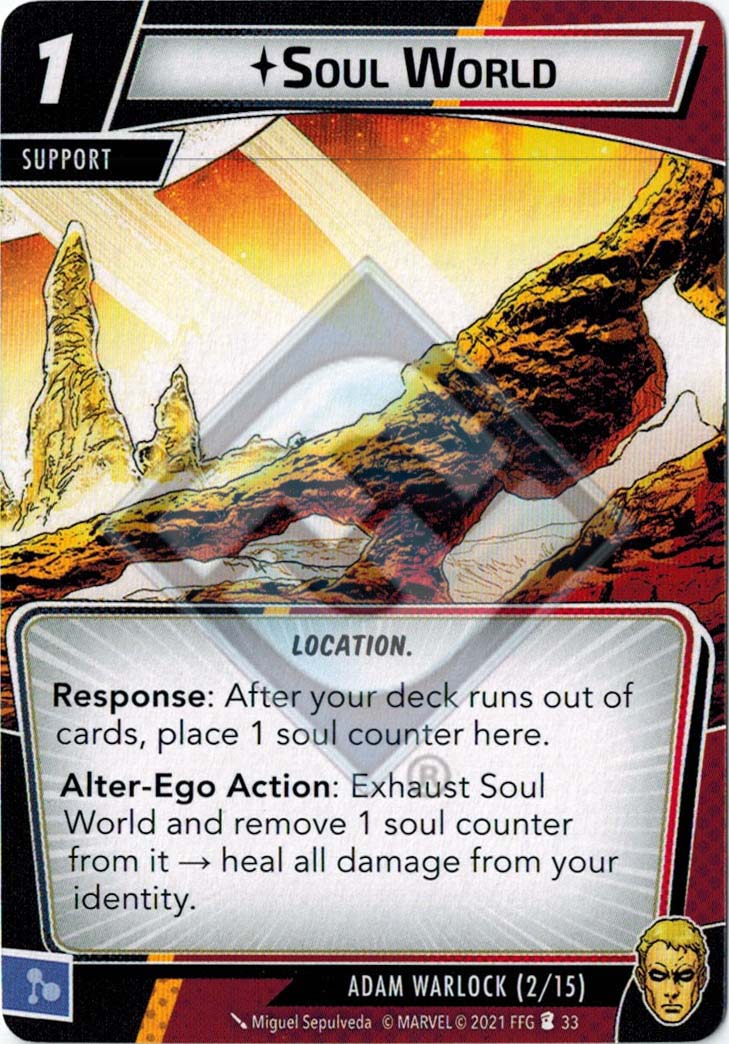 1
SOUL WORLD
SUPPORT
LOCATION.
Response: After your deck runs out of
cards, place 1 soul counter here.
Alter-Ego Action: Exhaust Soul
World and remove 1 soul counter
from it → heal all damage from your
identity.
®
ADAM WARLOCK (2/15)
Miguel Sepulveda © MARVEL © 2021 FFG 33